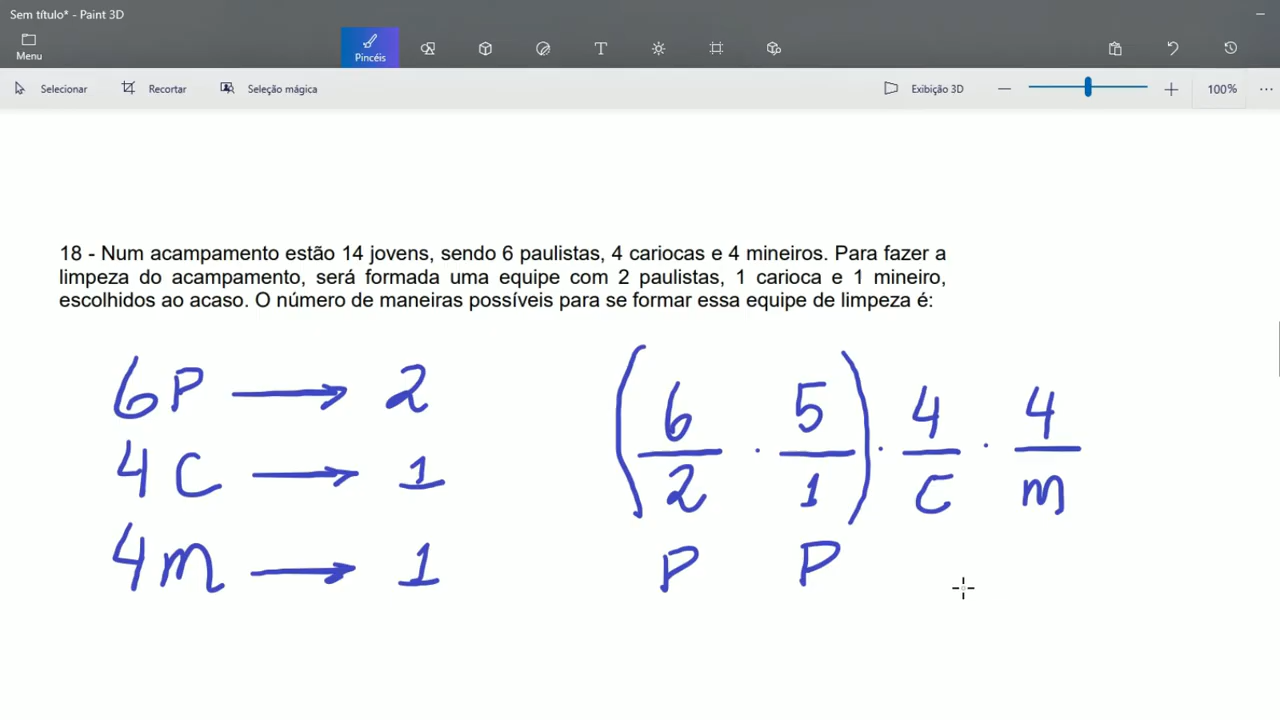 Sem título* - Paint 3D
Menu
Pincéis
Selecionar Recortar Seleção mágica Exibição 3D 100%
18 - Num acampamento estão 14 jovens, sendo 6 paulistas, 4 cariocas e 4 mineiros. Para fazer a
limpeza do acampamento, será formada uma equipe com 2 paulistas, 1 carioca e 1 mineiro,
escolhidos ao acaso. O número de maneiras possíveis para se formar essa equipe de limpeza é:
6P → 2
4C → 1
4m → 1
(6/2 · 5/1) · 4/C · 4/m
P P